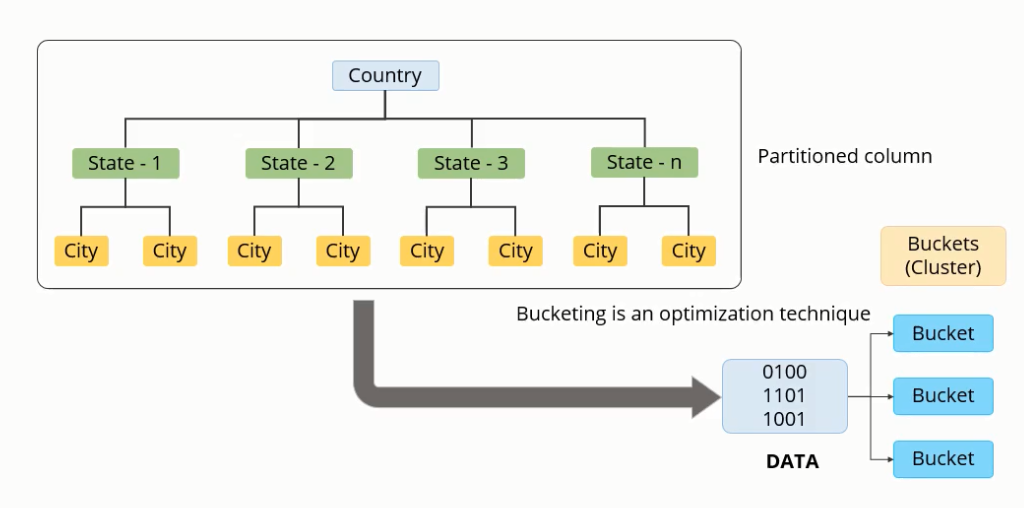 Country
State - 1
State - 2
State - 3
State - n
Partitioned column
City
City
City
City
City
City
City
City
Buckets
(Cluster)
Bucketing is an optimization technique
Bucket
0100
1101
1001
Bucket
DATA
Bucket